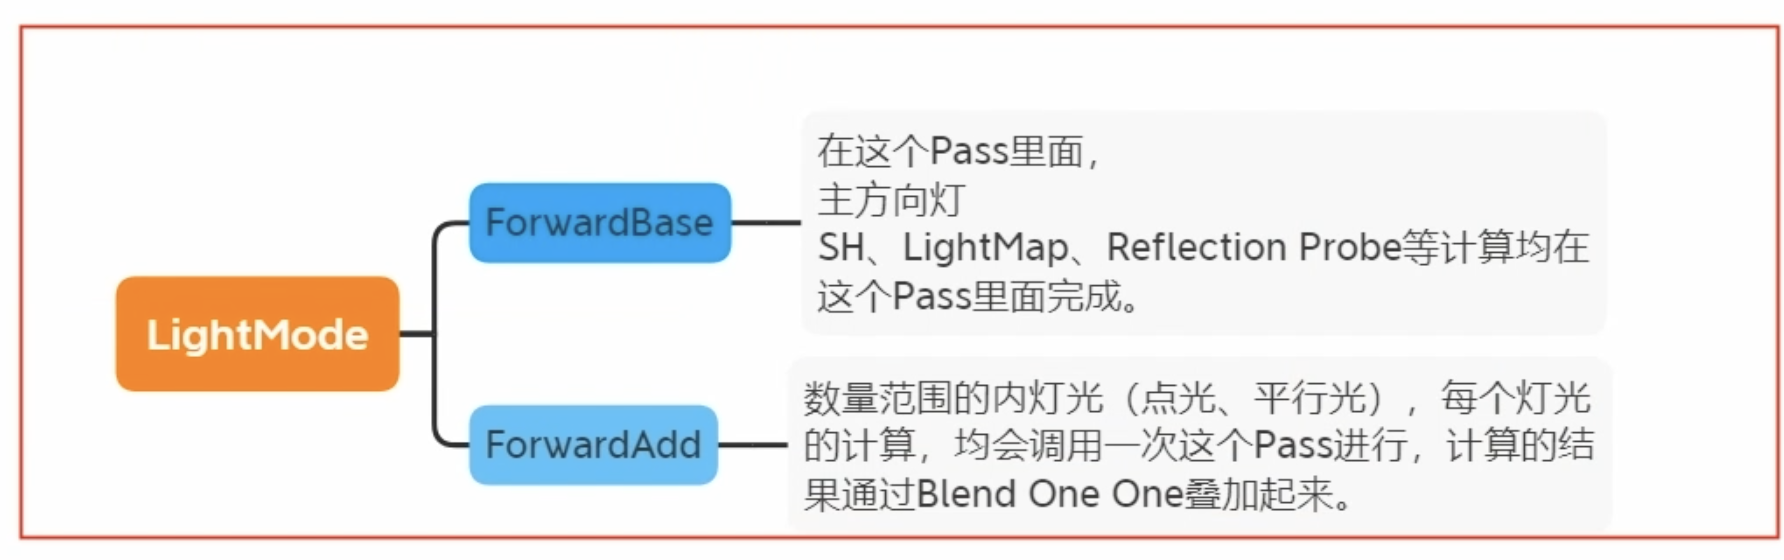 LightMode
ForwardBase
在这个Pass里面，
主方向灯
SH、LightMap、Reflection Probe等计算均在
这个Pass里面完成。
ForwardAdd
数量范围的内灯光（点光、平行光），每个灯光
的计算，均会调用一次这个Pass进行，计算的结
果通过Blend One One叠加起来。